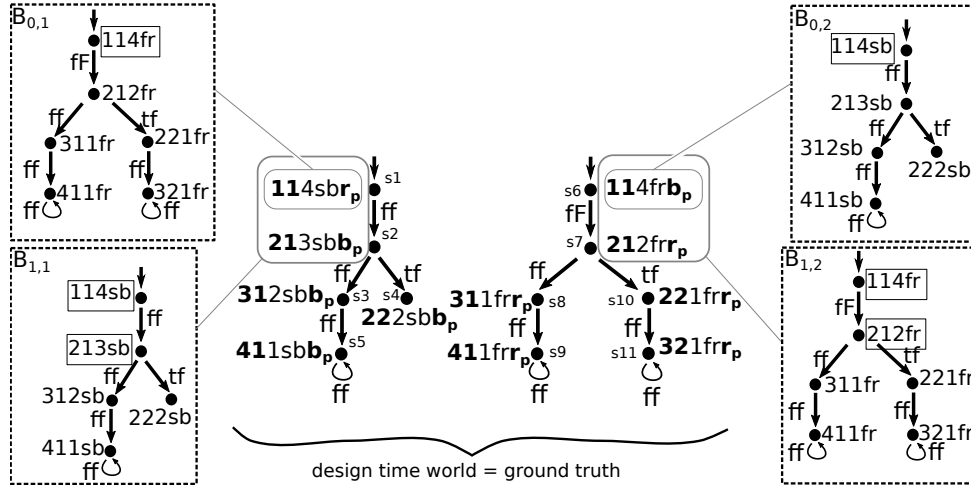 B0,1
114fr
fF
212fr
ff
tf
311fr
221fr
ff
ff
411fr
321fr
ff
ff
B1,1
114sb
ff
213sb
ff
tf
312sb
222sb
ff
411sb
ff
114sbrp
s1
ff
213sbbp
s2
ff
tf
312sbbp
s3
s4
222sbbp
ff
411sbbp
s5
ff
s6
114frbp
fF
s7
212frrp
ff
tf
311frrp
s8
s10
221frrp
ff
ff
411frrp
s9
s11
321frrp
ff
ff
design time world = ground truth
B0,2
114sb
ff
213sb
ff
tf
312sb
222sb
ff
411sb
ff
B1,2
114fr
fF
212fr
ff
tf
311fr
221fr
ff
ff
411fr
321fr
ff
ff